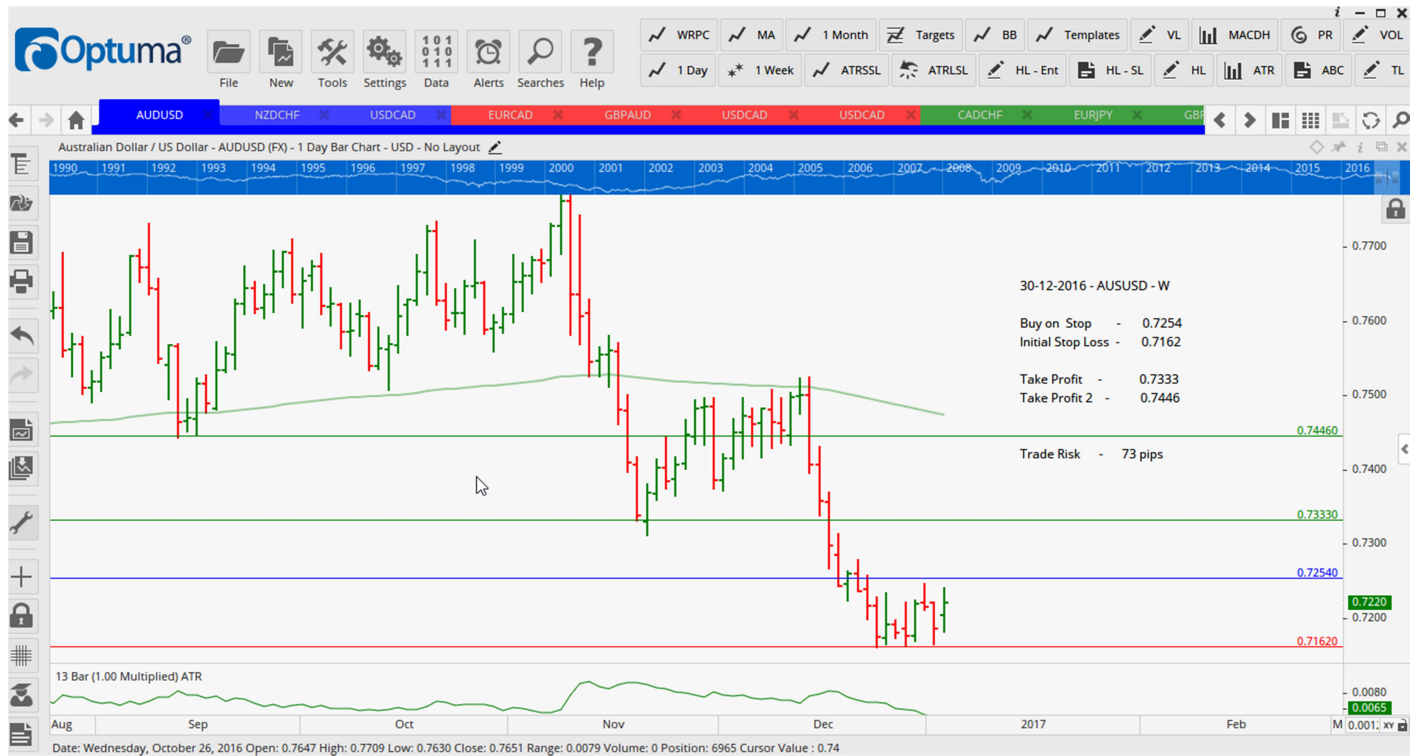 Optuma®
File New Tools Settings Data Alerts Searches Help
WRPC MA 1 Month Targets BB Templates VL MACDH PR VOL
1 Day 1 Week ATRSSL ATRLSL HL - Ent HL - SL HL ATR ABC TL
AUDUSD NZDCHF USDCAD EURCAD GBPAUD USDCAD USDCAD CADCHF EURJPY GBP
Australian Dollar / US Dollar - AUDUSD (FX) - 1 Day Bar Chart - USD - No Layout
1990 1991 1992 1993 1994 1995 1996 1997 1998 1999 2000 2001 2002 2003 2004 2005 2006 2007 2008 2009 2010 2011 2012 2013 2014 2015 2016
0.7700
30-12-2016 - AUSUSD - W
Buy on Stop - 0.7254
0.7600
Initial Stop Loss - 0.7162
Take Profit - 0.7333
0.7500
Take Profit 2 - 0.7446
0.74460
Trade Risk - 73 pips
0.7400
0.73330
0.7300
0.72540
0.7220
0.7200
0.71620
13 Bar (1.00 Multiplied) ATR
0.0080
0.0065
Aug Sep Oct Nov Dec 2017 Feb M 0.001: XY
Date: Wednesday, October 26, 2016 Open: 0.7647 High: 0.7709 Low: 0.7630 Close: 0.7651 Range: 0.0079 Volume: 0 Position: 6965 Cursor Value : 0.74